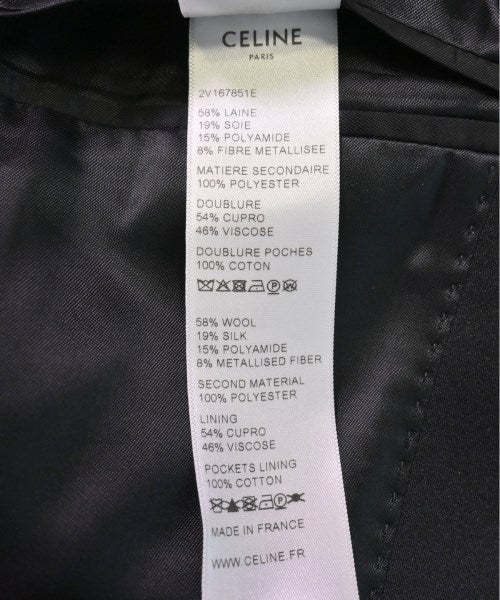 CELINE
PARIS
2V167851E
58% LAINE
19% SOIE
15% POLYAMIDE
8% FIBRE METALLISEE
MATIERE SECONDAIRE
100% POLYESTER
DOUBLURE
54% CUPRO
46% VISCOSE
DOUBLURE POCHES
100% COTON
58% WOOL
19% SILK
15% POLYAMIDE
8% METALLISED FIBER
SECOND MATERIAL
100% POLYESTER
LINING
54% CUPRO
46% VISCOSE
POCKETS LINING
100% COTTON
MADE IN FRANCE
WWW.CELINE.FR